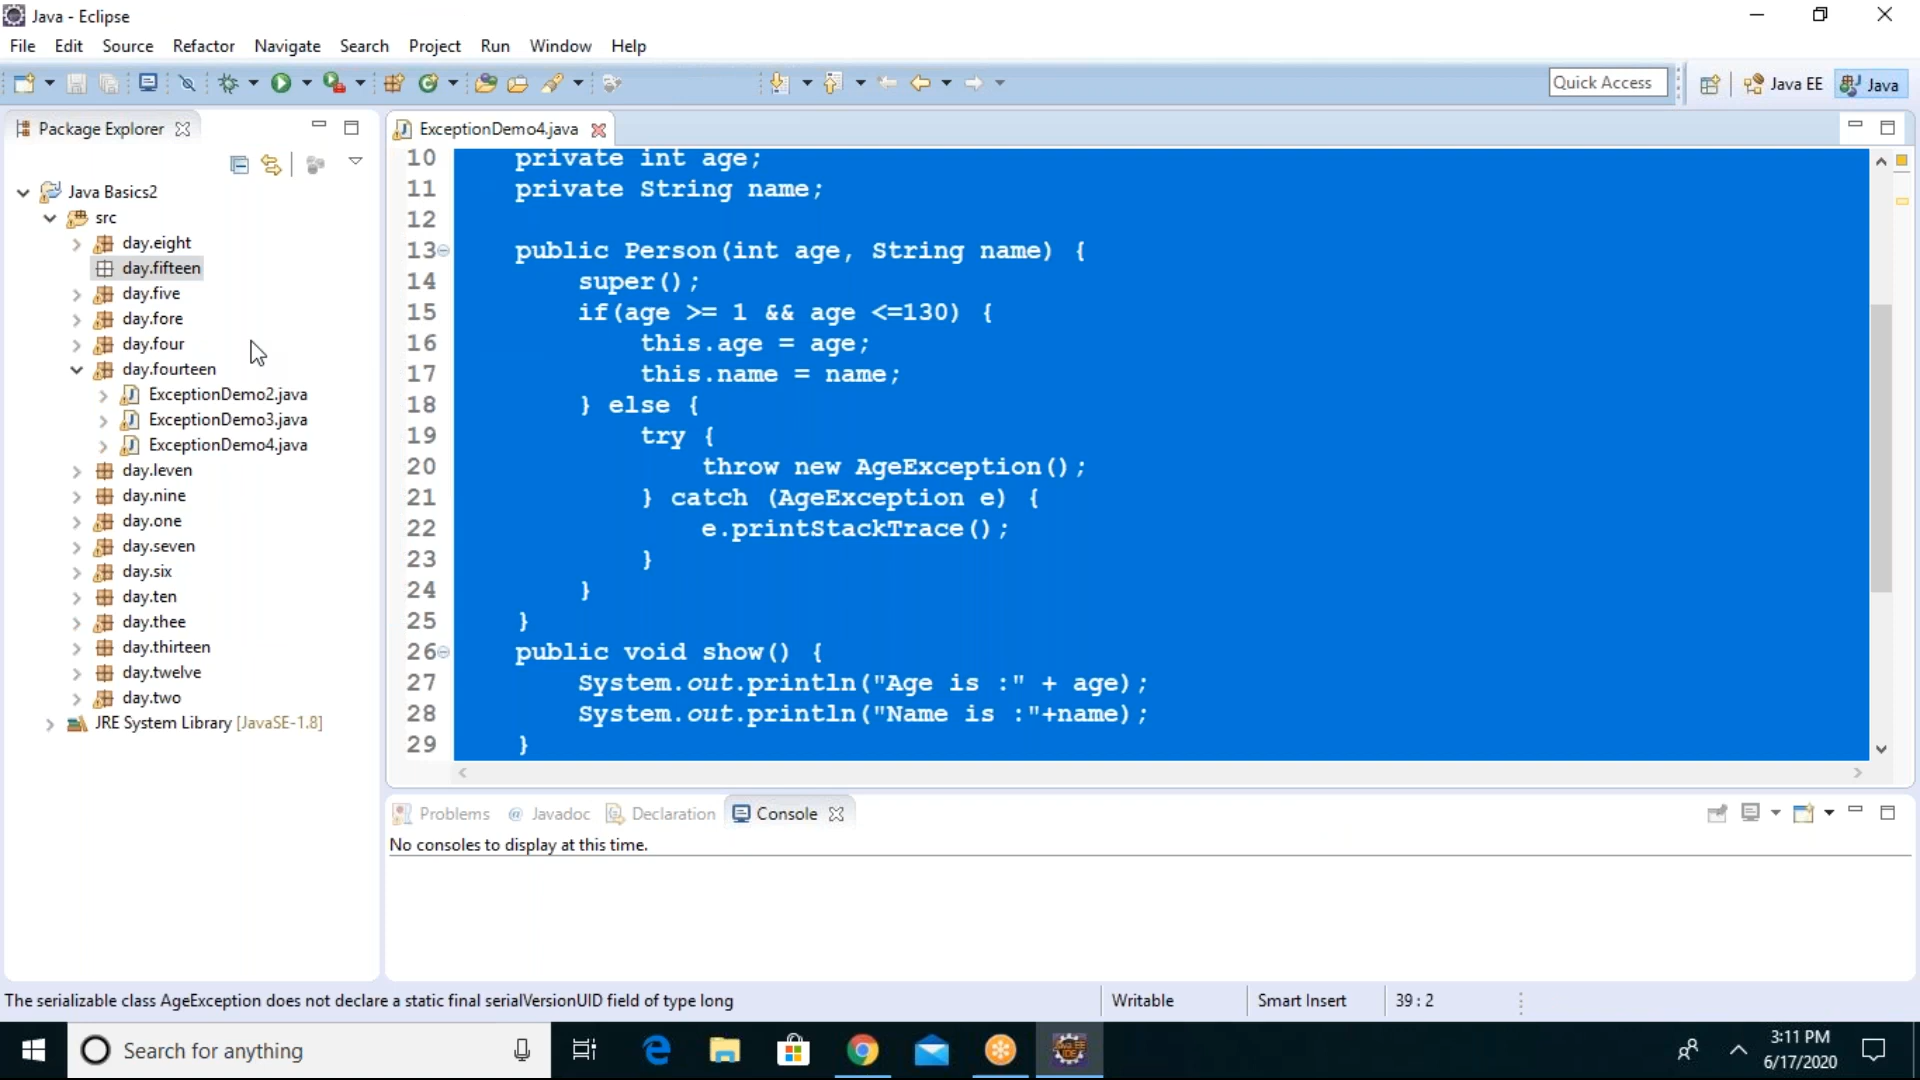 Java - Eclipse
File Edit Source Refactor Navigate Search Project Run Window Help
Quick Access Java EE Java
Package Explorer
Java Basics2
src
day.eight
day.fifteen
day.five
day.fore
day.four
day.fourteen
ExceptionDemo2.java
ExceptionDemo3.java
ExceptionDemo4.java
day.leven
day.nine
day.one
day.seven
day.six
day.ten
day.thee
day.thirteen
day.twelve
day.two
JRE System Library [JavaSE-1.8]
ExceptionDemo4.java
10 private int age;
11 private String name;
12
13 public Person(int age, String name) {
14 super();
15 if(age >= 1 && age <=130) {
16 this.age = age;
17 this.name = name;
18 } else {
19 try {
20 throw new AgeException();
21 } catch (AgeException e) {
22 e.printStackTrace();
23 }
24 }
25 }
26 public void show() {
27 System.out.println("Age is :" + age);
28 System.out.println("Name is :"+name);
29 }
Problems @ Javadoc Declaration Console
No consoles to display at this time.
The serializable class AgeException does not declare a static final serialVersionUID field of type long Writable Smart Insert 39 : 2
Search for anything
3:11 PM
6/17/2020